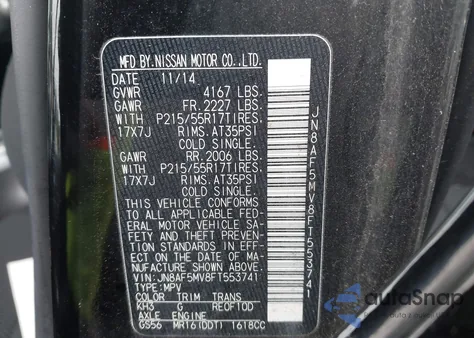 MFD BY NISSAN MOTOR CO.,LTD.
DATE 11/14
GVWR 4167 LBS.
GAWR FR. 2227 LBS.
WITH P215/55R17TIRES.
17X7J RIMS. AT35PSI
COLD SINGLE.
GAWR RR. 2006 LBS.
WITH P215/55R17TIRES.
17X7J RIMS. AT35PSI
COLD SINGLE.
THIS VEHICLE CONFORMS
TO ALL APPLICABLE FED-
ERAL MOTOR VEHICLE SA-
FETY AND THEFT PREVEN-
TION STANDARDS IN EFF-
ECT ON THE DATE OF MA-
NUFACTURE SHOWN ABOVE.
VIN:JN8AF5MV8FT553741
TYPE:MPV
COLOR TRIM TRANS
KH3 G RE0F10D
AXLE ENGINE
GS56 MR16(DDT) 1618CC
JN8AF5MV8FT553741
autoSnap